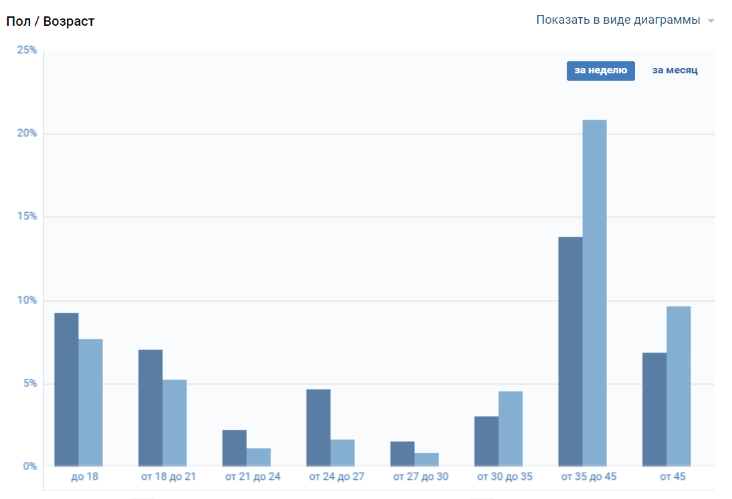 Пол / Возраст
Показать в виде диаграммы
25%
за неделю
за месяц
20%
15%
10%
5%
0%
до 18
от 18 до 21
от 21 до 24
от 24 до 27
от 27 до 30
от 30 до 35
от 35 до 45
от 45